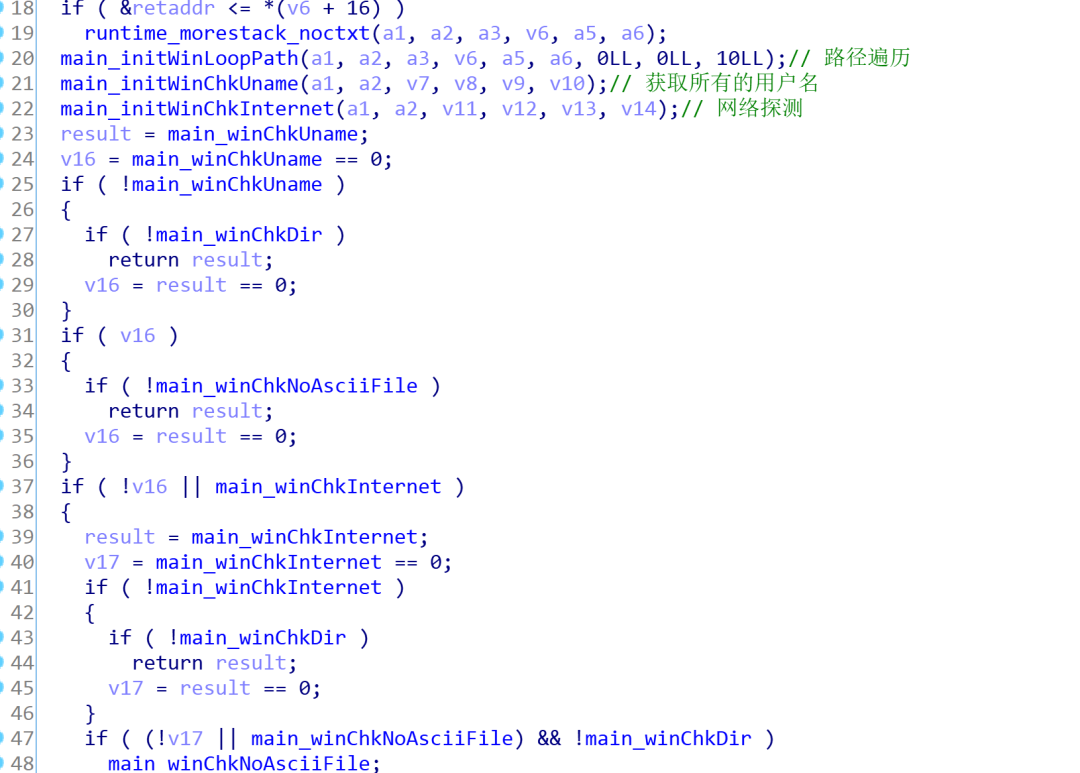 18 if ( &retaddr <= *(v6 + 16) )
19 runtime_morestack_noctxt(a1, a2, a3, v6, a5, a6);
20 main_initWinLoopPath(a1, a2, a3, v6, a5, a6, 0LL, 0LL, 10LL);// 路径遍历
21 main_initWinChkUname(a1, a2, v7, v8, v9, v10);// 获取所有的用户名
22 main_initWinChkInternet(a1, a2, v11, v12, v13, v14);// 网络探测
23 result = main_winChkUname;
24 v16 = main_winChkUname == 0;
25 if ( !main_winChkUname )
26 {
27 if ( !main_winChkDir )
28 return result;
29 v16 = result == 0;
30 }
31 if ( v16 )
32 {
33 if ( !main_winChkNoAsciiFile )
34 return result;
35 v16 = result == 0;
36 }
37 if ( !v16 || main_winChkInternet )
38 {
39 result = main_winChkInternet;
40 v17 = main_winChkInternet == 0;
41 if ( !main_winChkInternet )
42 {
43 if ( !main_winChkDir )
44 return result;
45 v17 = result == 0;
46 }
47 if ( (!v17 || main_winChkNoAsciiFile) && !main_winChkDir )
48 main_winChkNoAsciiFile;